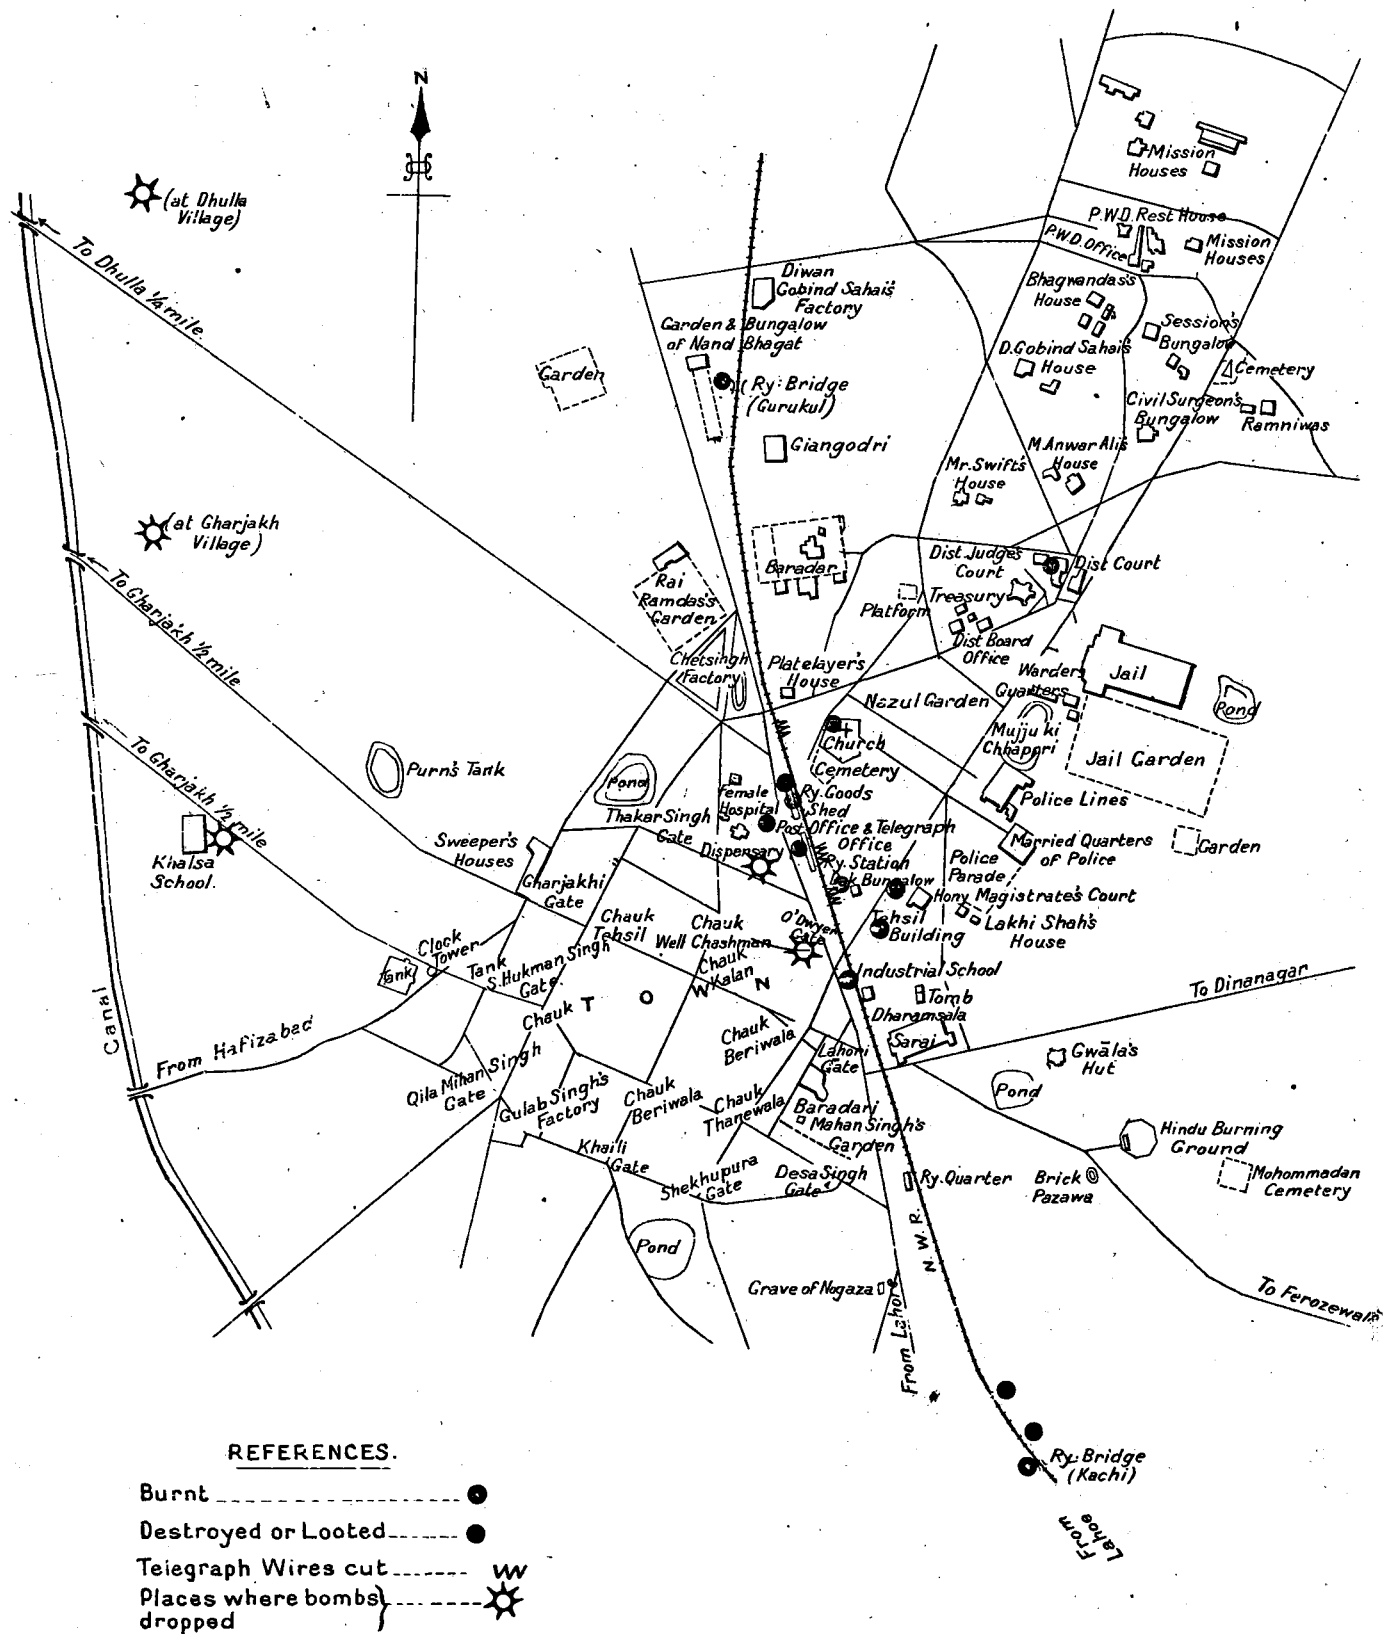 N
(at Dhulla
Village)
To Dhulla ¼ mile.
Mission
Houses
P.W.D. Rest House
P.W.D. Office
Mission
Houses
Diwan
Gobind Sahai's
Factory
Bhagwandas's
House
Garden & Bungalow
of Nand Bhagat
Session's
Bungalow
D. Gobind Sahai's
House
Garden
Cemetery
Ry: Bridge
(Gurukul)
Civil Surgeon's
Bungalow
Ramniwas
Giangodri
M. Anwar Ali's
House
Mr. Swift's
House
(at Gharjakh
Village)
To Gharjakh ½ mile
Baradari
Dist Judge's
Court
Dist Court
Rai
Ramdas's
Garden
Treasury
Platform
Dist Board
Office
Chetsingh
Factory
Platelayer's
House
Warders
Quarters
Jail
Nazul Garden
Pond
To Gharjakh ½ mile
Church
Mujju ki
Chhappri
Jail Garden
Purn's Tank
Pond
Cemetery
Female
Hospital
Ry. Goods
Shed
Police Lines
Thakar Singh
Gate
Post Office & Telegraph
Office
Khalsa
School.
Sweeper's
Houses
Dispensary
Ry. Station
Married Quarters
of Police
Garden
Police
Parade
Gharjakhi
Gate
Dak Bungalow
Hony Magistrate's Court
Chauk
Tehsil
Chauk
Well Chashman
O'Dwyer
Gate
Tehsil
Building
Lakhi Shah's
House
Clock
Tower
Tank
Tank
S. Hukman Singh
Gate
Chauk
Kalan
Industrial School
To Dinanagar
Canal
TOWN
Chauk
Tomb
Dharamsala
From Hafizabad
Chauk
Beriwala
Sarai
Lahori
Gate
Gwāla's
Hut
Qila Mihan Singh
Gate
Gulab Singh's
Factory
Chauk
Beriwala
Chauk
Thanewala
Baradari
Mahan Singh's
Garden
Pond
Hindu Burning
Ground
Khaili
Gate
Shekhupura
Gate
Desa Singh
Gate
Ry. Quarter
Brick
Pazawa
Mohommadan
Cemetery
Pond
N. W. R.
Grave of Nogaza
From Lahore
To Ferozewala
Ry: Bridge
(Kachi)
From
Lahoe
REFERENCES.
Burnt
Destroyed or Looted
Telegraph Wires cut
Places where bombs
dropped